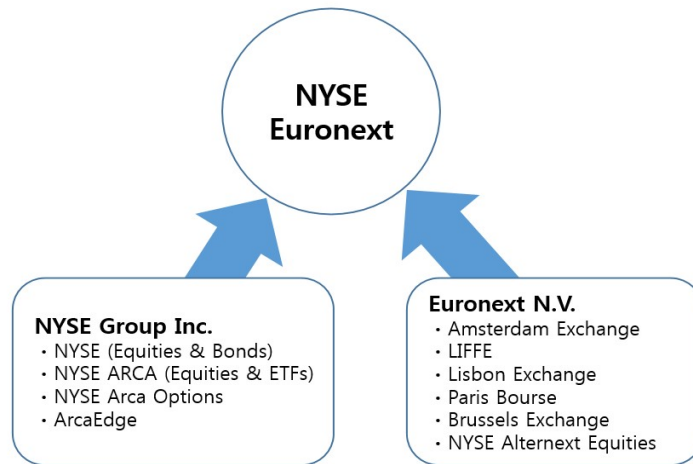 NYSE
Euronext
NYSE Group Inc.
· NYSE (Equities & Bonds)
· NYSE ARCA (Equities & ETFs)
· NYSE Arca Options
· ArcaEdge
Euronext N.V.
· Amsterdam Exchange
· LIFFE
· Lisbon Exchange
· Paris Bourse
· Brussels Exchange
· NYSE Alternext Equities